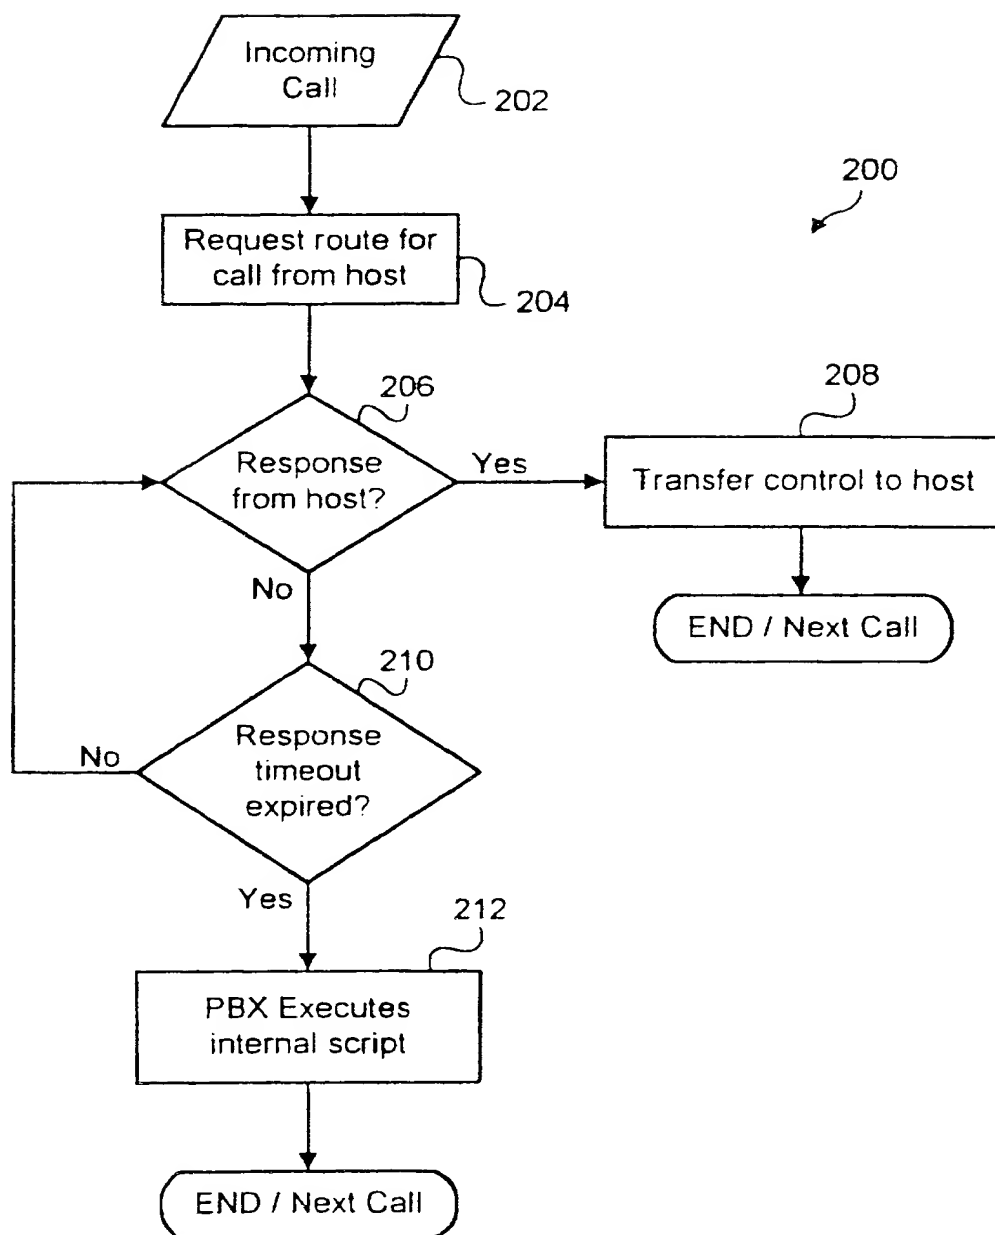 Incoming
Call
202
200
Request route for
call from host
204
206
208
Response
from host?
Yes
Transfer control to host
No
END / Next Call
210
Response
timeout
expired?
No
Yes
212
PBX Executes
internal script
END / Next Call